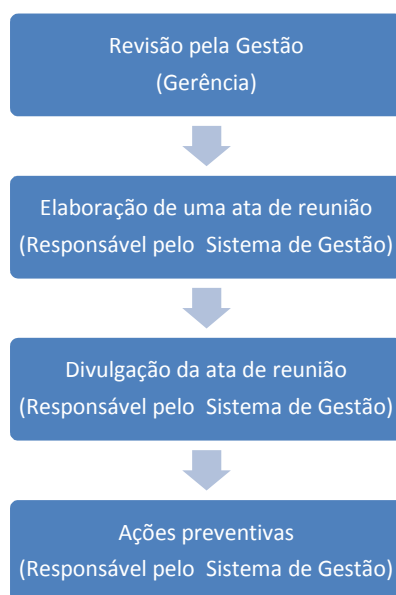 Revisão pela Gestão
(Gerência)
Elaboração de uma ata de reunião
(Responsável pelo Sistema de Gestão)
Divulgação da ata de reunião
(Responsável pelo Sistema de Gestão)
Ações preventivas
(Responsável pelo Sistema de Gestão)